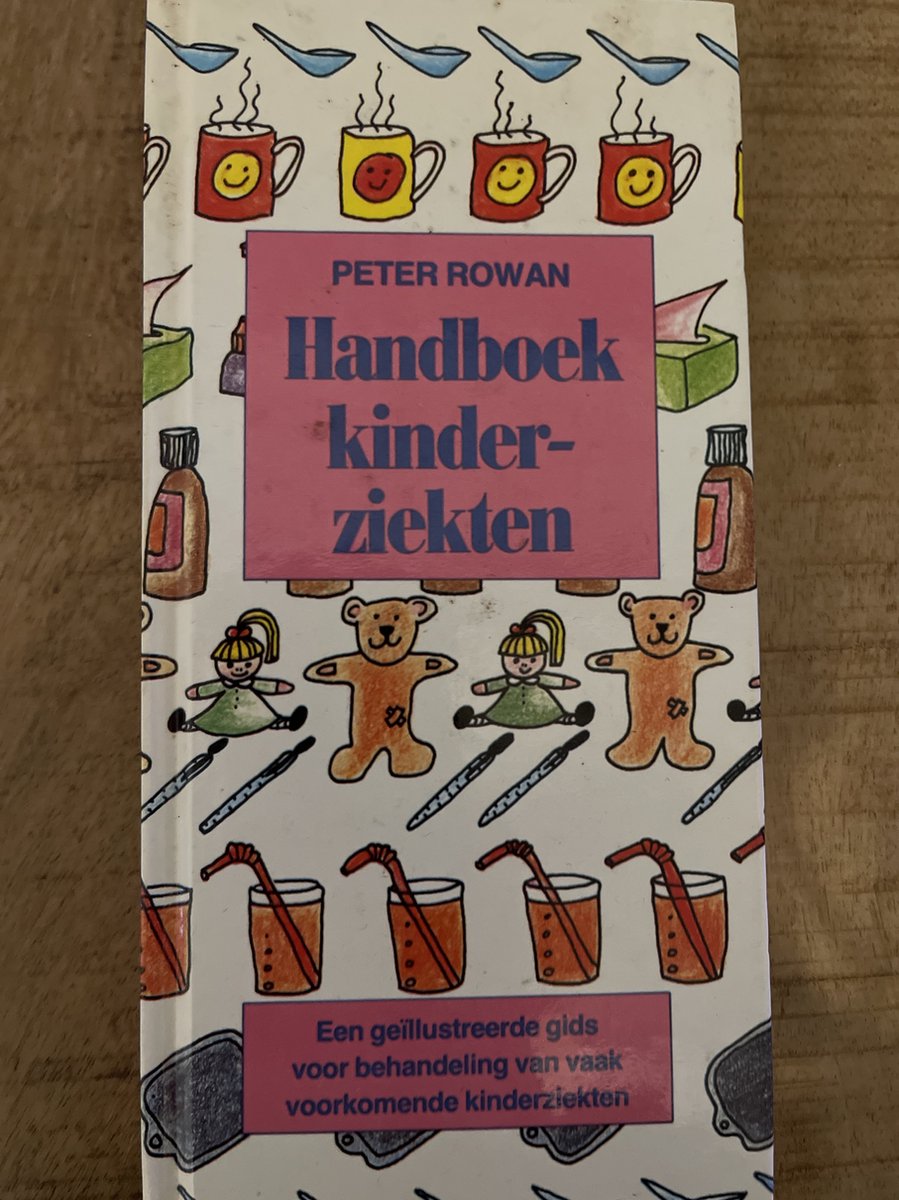 PETER ROWAN
Handboek
kinder-
ziekten
Een geïllustreerde gids
voor behandeling van vaak
voorkomende kinderziekten